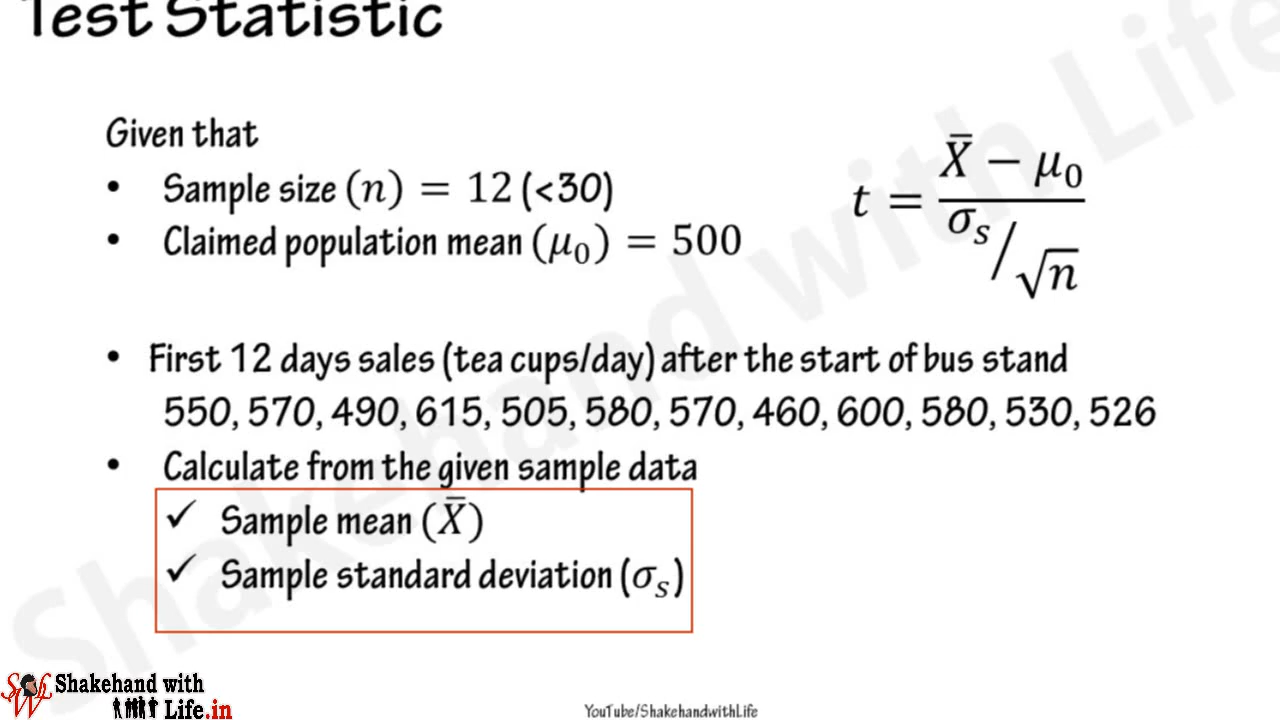 Test Statistic
Given that
• Sample size (n) = 12 (<30)
• Claimed population mean (μ₀) = 500
t = (X̄ − μ₀) / (σₛ/√n)
• First 12 days sales (tea cups/day) after the start of bus stand
550, 570, 490, 615, 505, 580, 570, 460, 600, 580, 530, 526
• Calculate from the given sample data
✓ Sample mean (X̄)
✓ Sample standard deviation (σₛ)
Shakehand with Life
Shakehand with
Life.in
YouTube/ShakehandwithLife